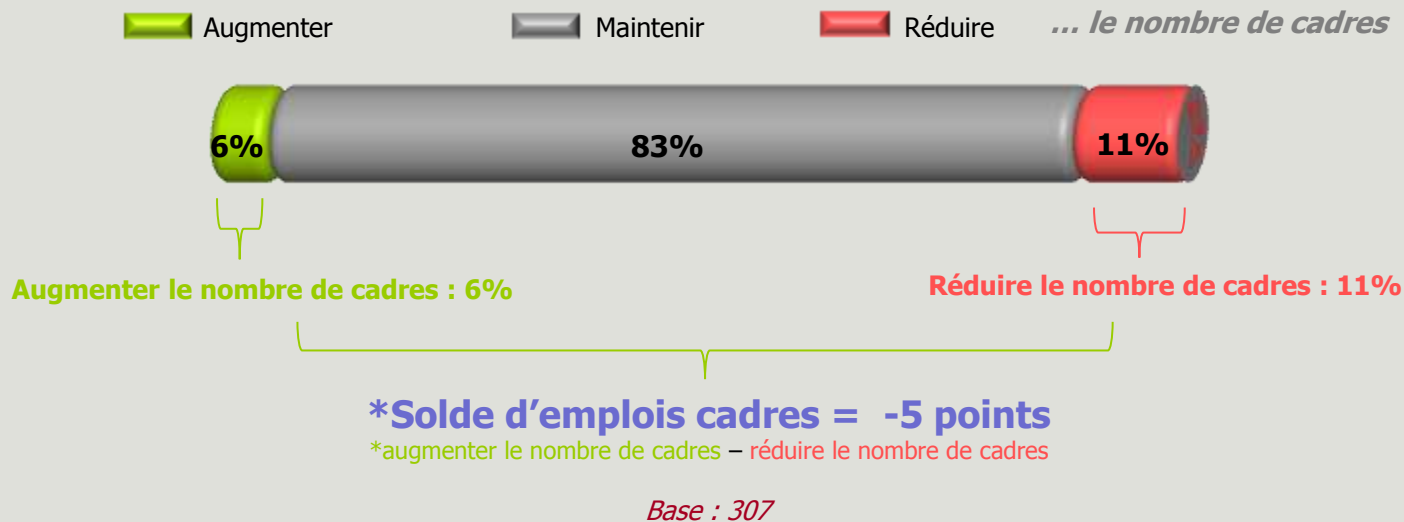 Augmenter Maintenir Réduire ... le nombre de cadres
6% 83% 11%
Augmenter le nombre de cadres : 6% Réduire le nombre de cadres : 11%
*Solde d’emplois cadres = -5 points
*augmenter le nombre de cadres – réduire le nombre de cadres
Base : 307